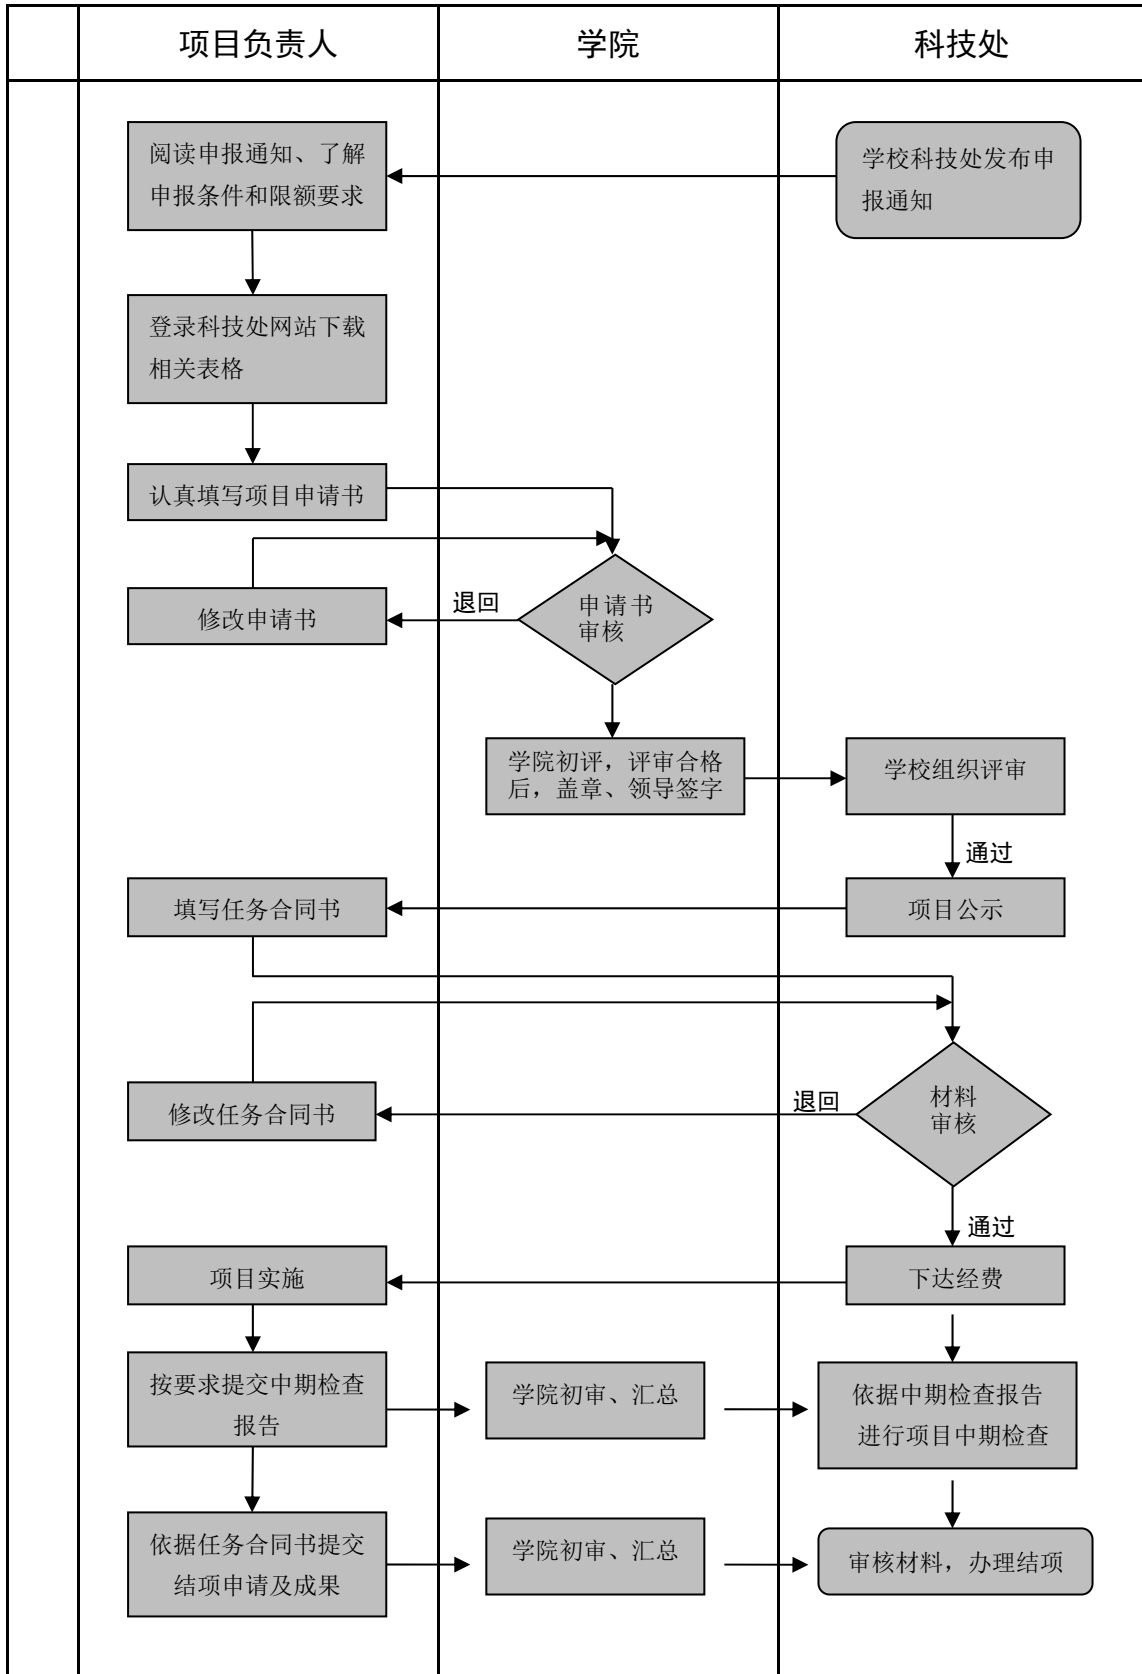 项目负责人
学院
科技处
阅读申报通知、了解
申报条件和限额要求
学校科技处发布申
报通知
登录科技处网站下载
相关表格
认真填写项目申请书
修改申请书
退回
申请书
审核
学院初评，评审合格
后，盖章、领导签字
学校组织评审
通过
填写任务合同书
项目公示
修改任务合同书
退回
材料
审核
通过
项目实施
下达经费
按要求提交中期检查
报告
学院初审、汇总
依据中期检查报告
进行项目中期检查
依据任务合同书提交
结项申请及成果
学院初审、汇总
审核材料，办理结项